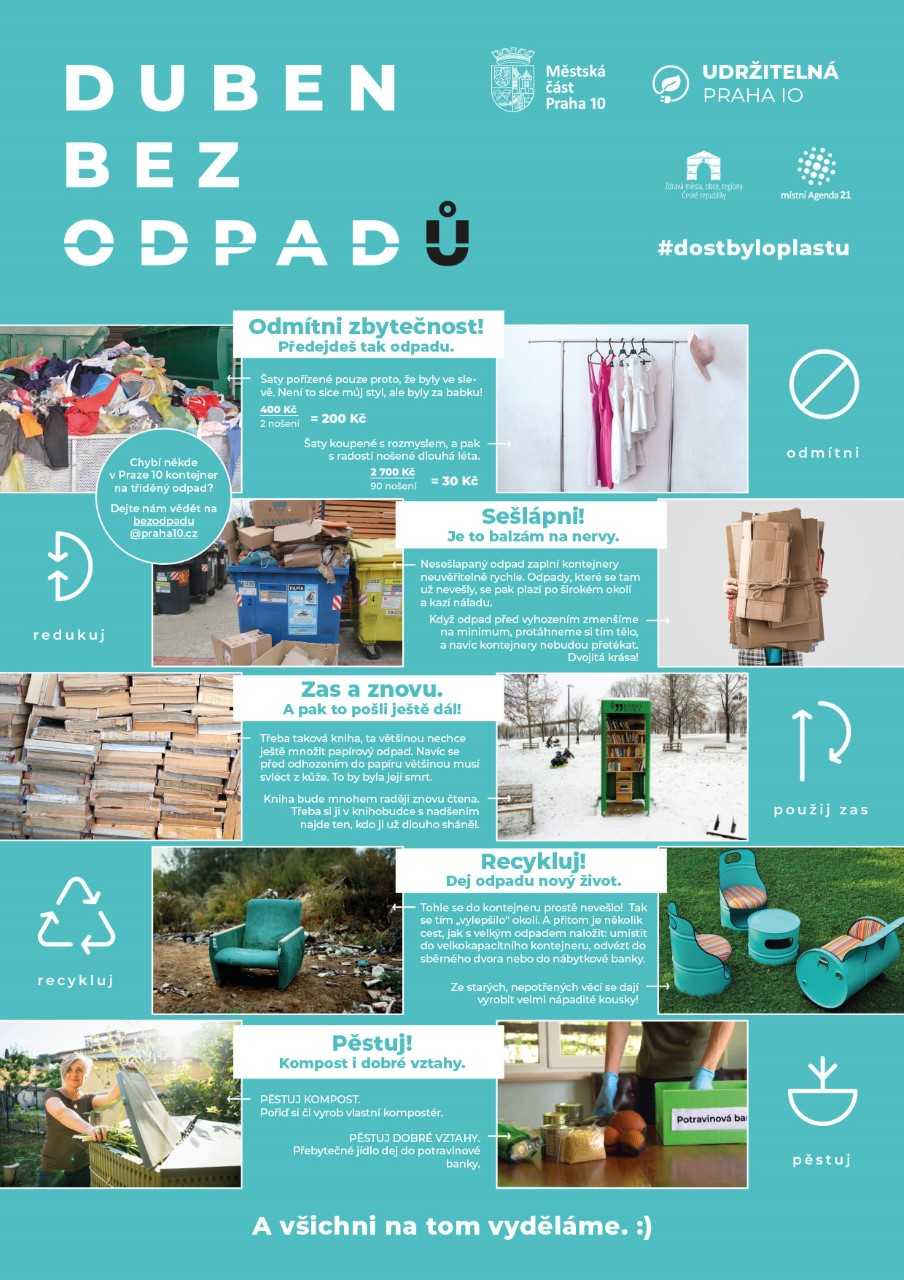 DUBEN
BEZ
ODPADŮ
Městská
část
Praha 10
UDRŽITELNÁ
PRAHA IO
Zdravá města, obce, regiony
České republiky
místní Agenda 21
#dostbyloplastu
Odmítni zbytečnost!
Předejdeš tak odpadu.
Šaty pořízené pouze proto, že byly ve sle-
vě. Není to sice můj styl, ale byly za babku!
400 Kč
2 nošení
= 200 Kč
Šaty koupené s rozmyslem, a pak
s radostí nošené dlouhá léta.
2 700 Kč
90 nošení
= 30 Kč
odmítni
Chybí někde
v Praze 10 kontejner
na tříděný odpad?
Dejte nám vědět na
bezodpadu
@praha10.cz
redukuj
Sešlápni!
Je to balzám na nervy.
Nesešlapaný odpad zaplní kontejnery
neuvěřitelně rychle. Odpady, které se tam
už nevešly, se pak plazí po širokém okolí
a kazí náladu.
Když odpad před vyhozením zmenšíme
na minimum, protáhneme si tím tělo,
a navíc kontejnery nebudou přetékat.
Dvojitá krása!
Zas a znovu.
A pak to pošli ještě dál!
Třeba taková kniha, ta většinou nechce
ještě množit papírový odpad. Navíc se
před odhozením do papíru většinou musí
svléct z kůže. To by byla její smrt.
Kniha bude mnohem raději znovu čtena.
Třeba si ji v knihobudce s nadšením
najde ten, kdo ji už dlouho sháněl.
použij zas
recykluj
Recykluj!
Dej odpadu nový život.
Tohle se do kontejneru prostě nevešlo! Tak
se tím „vylepšilo“ okolí. A přitom je několik
cest, jak s velkým odpadem naložit: umístit
do velkokapacitního kontejneru, odvézt do
sběrného dvora nebo do nábytkové banky.
Ze starých, nepotřených věcí se dají
vyrobit velmi nápadité kousky!
Pěstuj!
Kompost i dobré vztahy.
PĚSTUJ KOMPOST.
Pořiď si či vyrob vlastní kompostér.
PĚSTUJ DOBRÉ VZTAHY.
Přebytečné jídlo dej do potravinové
banky.
Potravinová ban
pěstuj
A všichni na tom vyděláme. :)